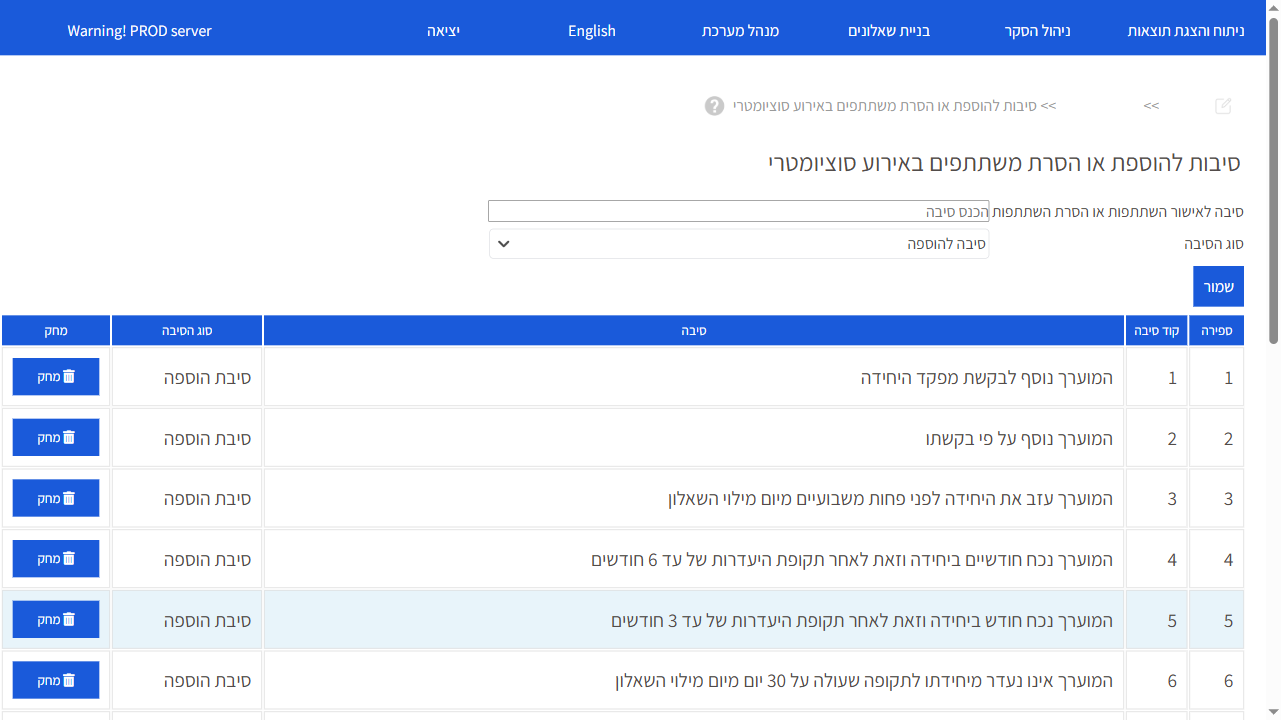 ניתוח והצגת תוצאות ניהול הסקר בניית שאלונים מנהל מערכת English יציאה Warning! PROD server
>> >> סיבות להוספת או הסרת משתתפים באירוע סוציומטרי ?
סיבות להוספת או הסרת משתתפים באירוע סוציומטרי
סיבה לאישור השתתפות או הסרת השתתפות הכנס סיבה
סוג הסיבה סיבה להוספה
שמור
ספירה קוד סיבה סיבה סוג הסיבה מחק
1 1 המוערך נוסף לבקשת מפקד היחידה סיבת הוספה מחק
2 2 המוערך נוסף על פי בקשתו סיבת הוספה מחק
3 3 המוערך עזב את היחידה לפני פחות משבועיים מיום מילוי השאלון סיבת הוספה מחק
4 4 המוערך נכח חודשיים ביחידה וזאת לאחר תקופת היעדרות של עד 6 חודשים סיבת הוספה מחק
5 5 המוערך נכח חודש ביחידה וזאת לאחר תקופת היעדרות של עד 3 חודשים סיבת הוספה מחק
6 6 המוערך אינו נעדר מיחידתו לתקופה שעולה על 30 יום מיום מילוי השאלון סיבת הוספה מחק